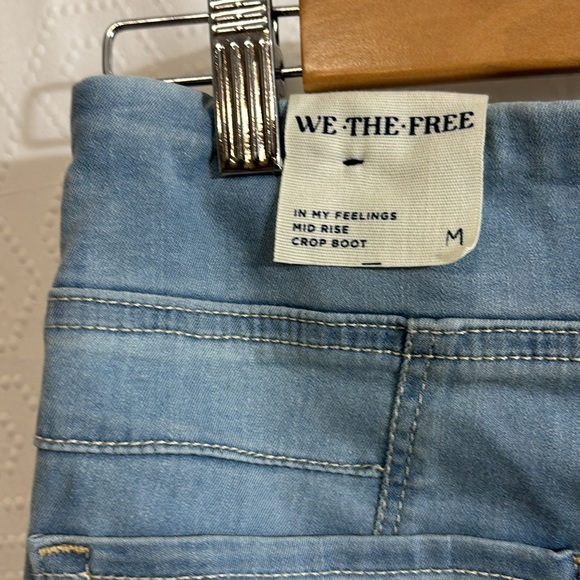 WE·THE·FREE
IN MY FEELINGS
MID RISE
CROP BOOT M